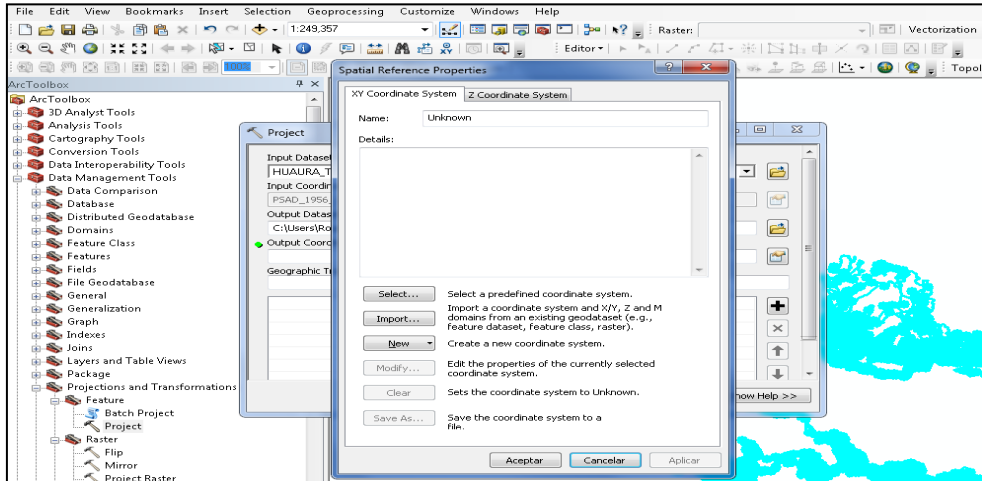 File Edit View Bookmarks Insert Selection Geoprocessing Customize Windows Help
1:249,357 Raster: Vectorization
Editor
100% Topol
ArcToolbox
ArcToolbox
3D Analyst Tools
Analysis Tools
Cartography Tools
Conversion Tools
Data Interoperability Tools
Data Management Tools
Data Comparison
Database
Distributed Geodatabase
Domains
Feature Class
Features
Fields
File Geodatabase
General
Generalization
Graph
Indexes
Joins
Layers and Table Views
Package
Projections and Transformations
Feature
Batch Project
Project
Raster
Flip
Mirror
Project Raster
Project
Input Dataset
HUAURA_T
Input Coordin
PSAD_1956_
Output Datas
C:\Users\Ro
Output Coord
Geographic Tr
how Help >>
Spatial Reference Properties
XY Coordinate System Z Coordinate System
Name: Unknown
Details:
Select... Select a predefined coordinate system.
Import... Import a coordinate system and X/Y, Z and M
domains from an existing geodataset (e.g.,
feature dataset, feature class, raster).
New Create a new coordinate system.
Modify... Edit the properties of the currently selected
coordinate system.
Clear Sets the coordinate system to Unknown.
Save As... Save the coordinate system to a
file.
Aceptar Cancelar Aplicar